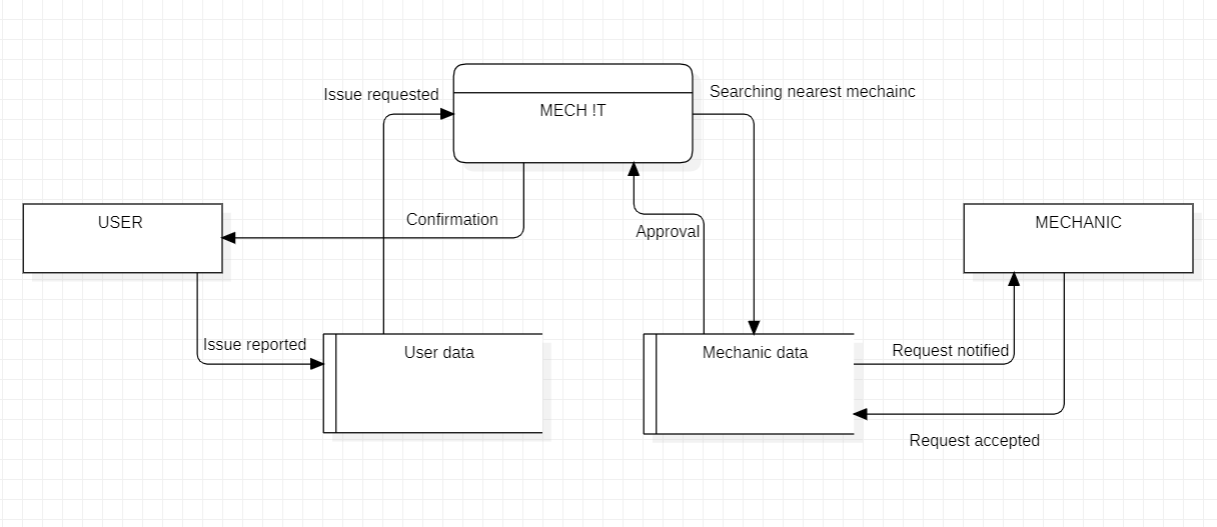 Issue requested
MECH !T
Searching nearest mechainc
USER
Confirmation
Approval
MECHANIC
Issue reported
User data
Mechanic data
Request notified
Request accepted